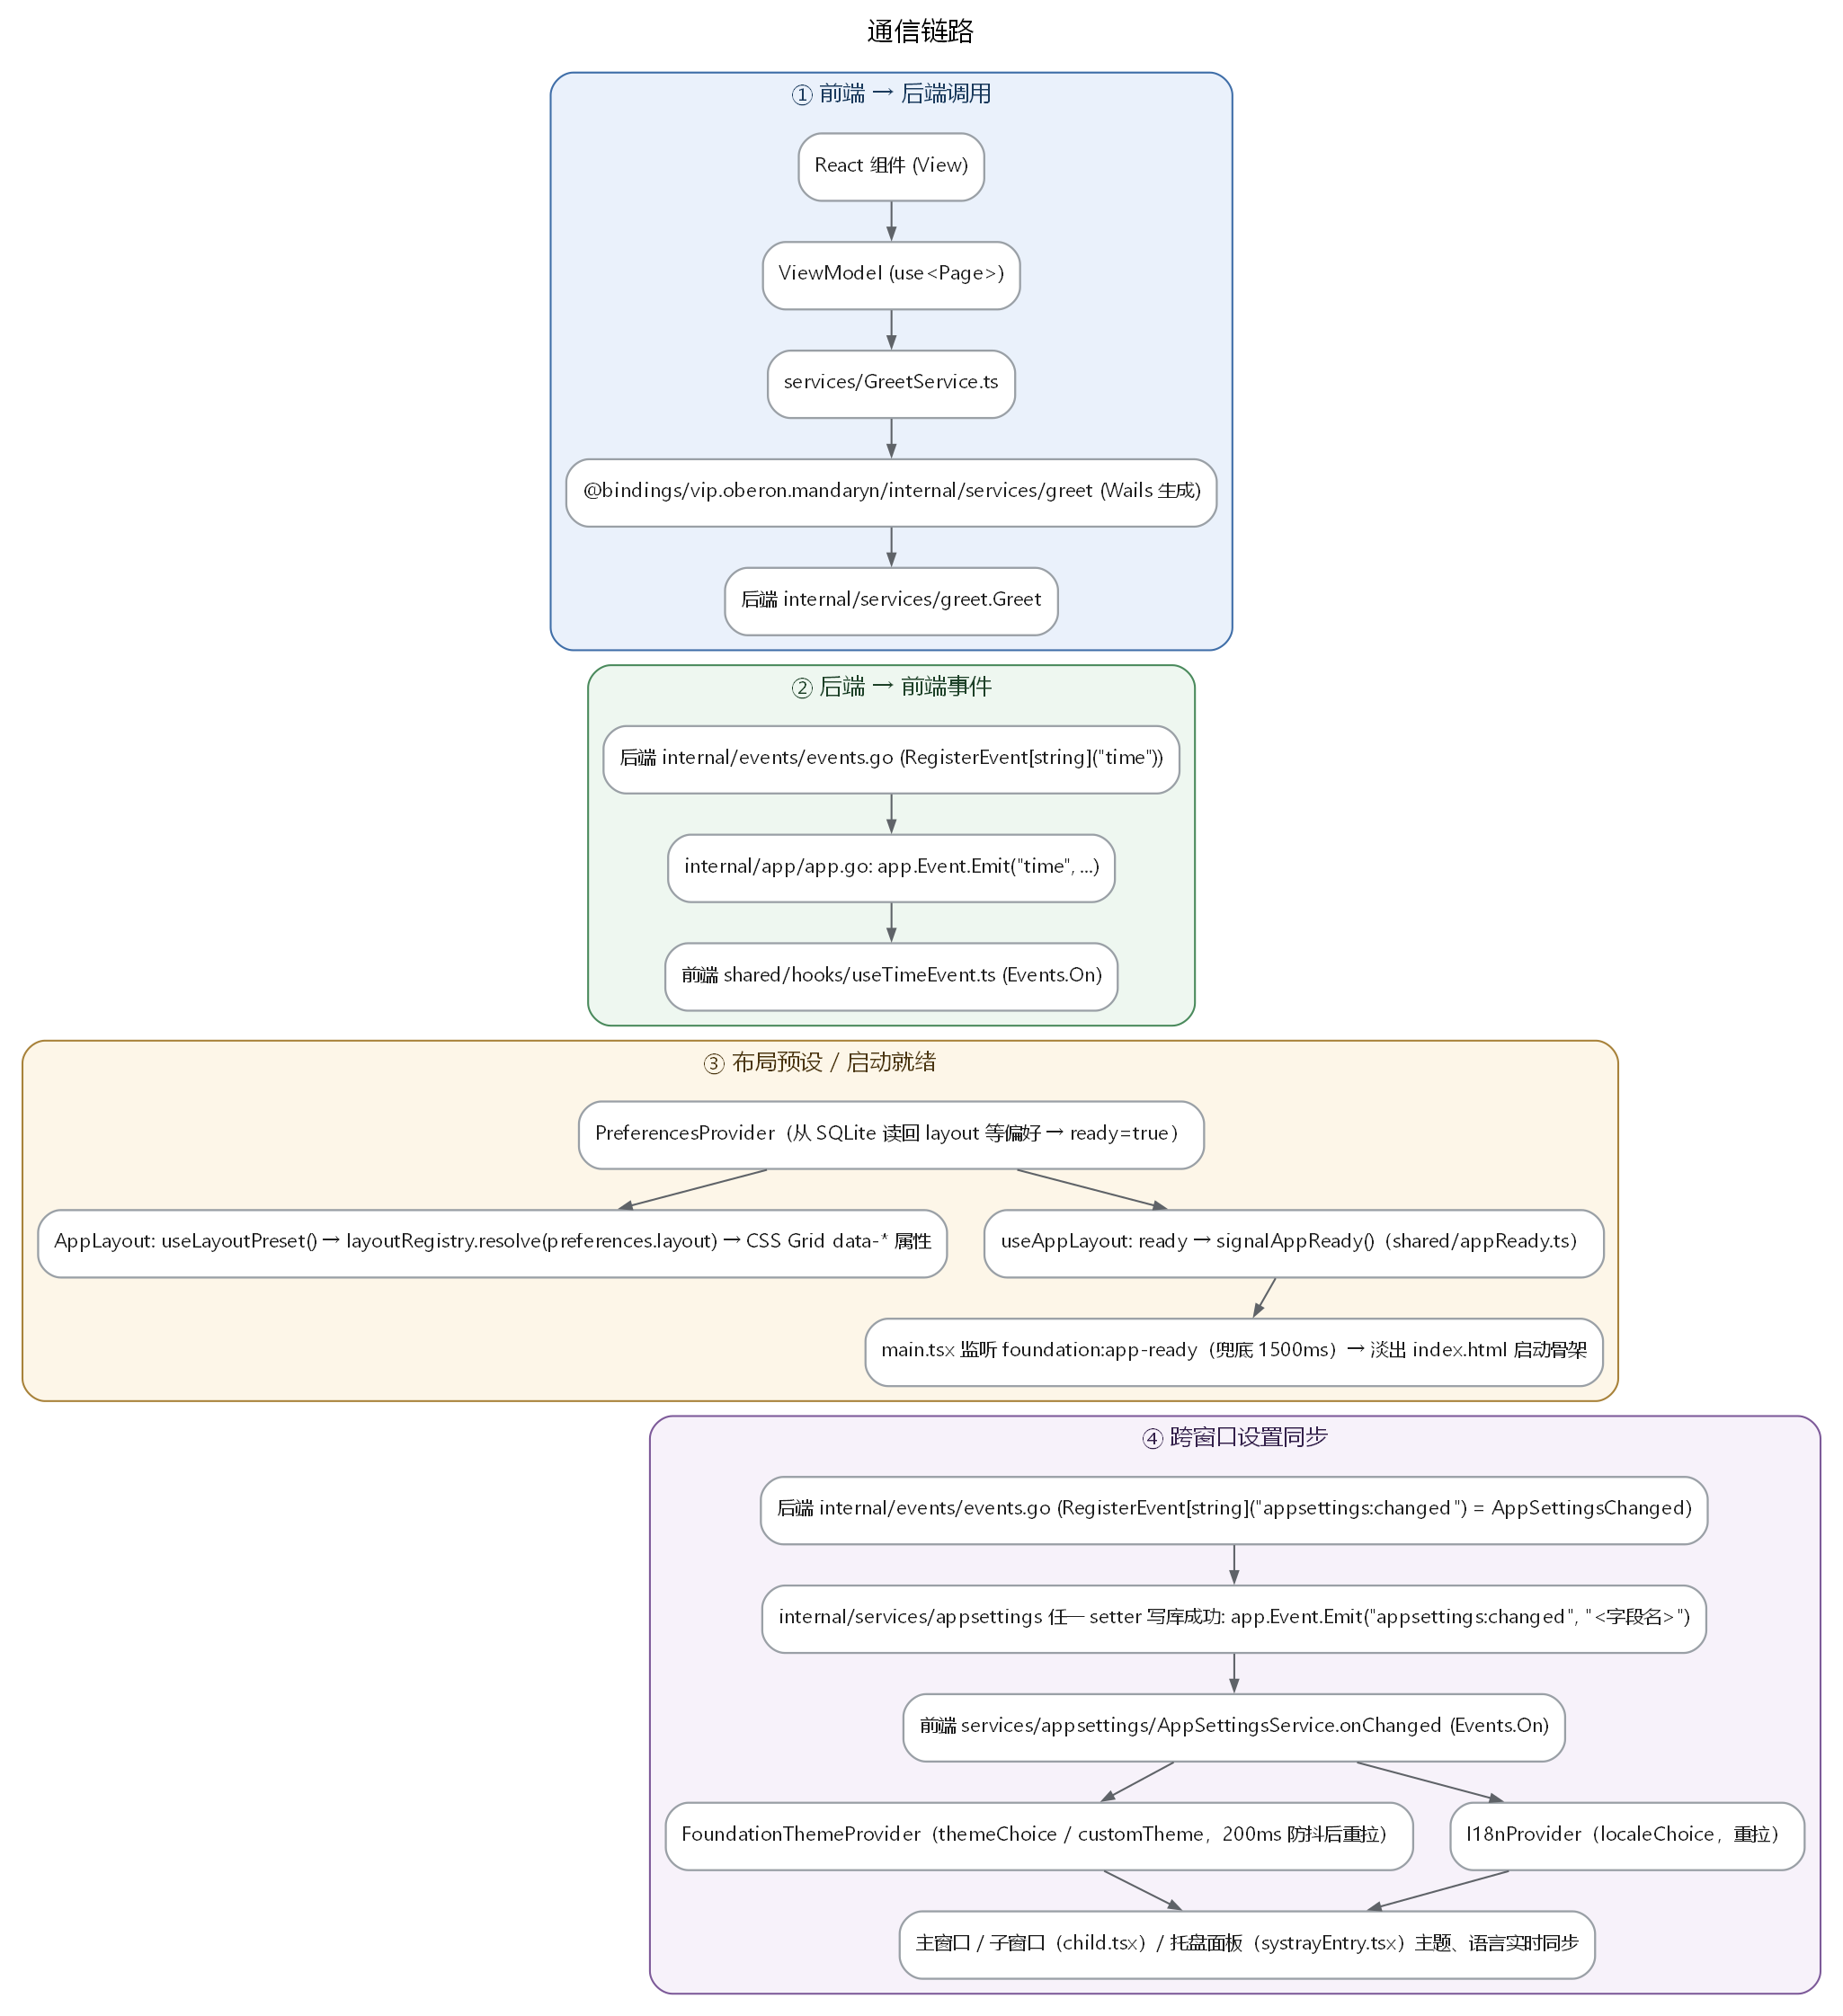 通信链路
① 前端 → 后端调用
React 组件 (View)
ViewModel (use<Page>)
services/GreetService.ts
@bindings/vip.oberon.mandaryn/internal/services/greet (Wails 生成)
后端 internal/services/greet.Greet
② 后端 → 前端事件
后端 internal/events/events.go (RegisterEvent[string]("time"))
internal/app/app.go: app.Event.Emit("time", ...)
前端 shared/hooks/useTimeEvent.ts (Events.On)
③ 布局预设 / 启动就绪
PreferencesProvider（从 SQLite 读回 layout 等偏好 → ready=true）
AppLayout: useLayoutPreset() → layoutRegistry.resolve(preferences.layout) → CSS Grid data-* 属性
useAppLayout: ready → signalAppReady()（shared/appReady.ts）
main.tsx 监听 foundation:app-ready（兜底 1500ms）→ 淡出 index.html 启动骨架
④ 跨窗口设置同步
后端 internal/events/events.go (RegisterEvent[string]("appsettings:changed") = AppSettingsChanged)
internal/services/appsettings 任一 setter 写库成功: app.Event.Emit("appsettings:changed", "<字段名>")
前端 services/appsettings/AppSettingsService.onChanged (Events.On)
FoundationThemeProvider（themeChoice / customTheme，200ms 防抖后重拉）
I18nProvider（localeChoice，重拉）
主窗口 / 子窗口（child.tsx）/ 托盘面板（systrayEntry.tsx）主题、语言实时同步